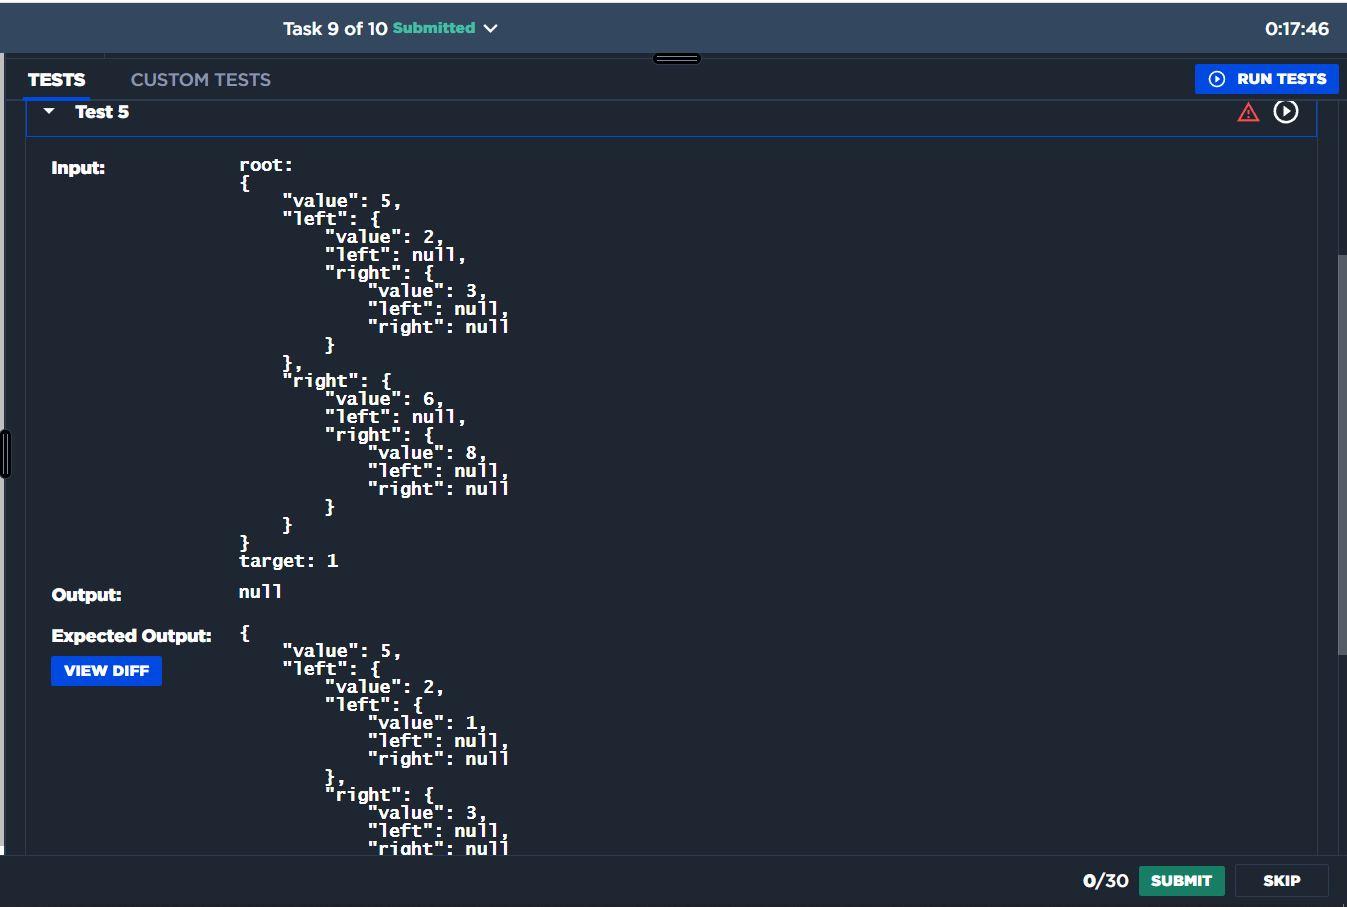 Task 9 of 10 Submitted
0:17:46
TESTS
CUSTOM TESTS
RUN TESTS
Test 5
Input:
root:
{
    "value": 5,
    "left": {
        "value": 2,
        "left": null,
        "right": {
            "value": 3,
            "left": null,
            "right": null
        }
    },
    "right": {
        "value": 6,
        "left": null,
        "right": {
            "value": 8,
            "left": null,
            "right": null
        }
    }
}
target: 1
Output:
null
Expected Output:
VIEW DIFF
{
    "value": 5,
    "left": {
        "value": 2,
        "left": {
            "value": 1,
            "left": null,
            "right": null
        },
        "right": {
            "value": 3,
            "left": null,
            "right": null
0/30
SUBMIT
SKIP